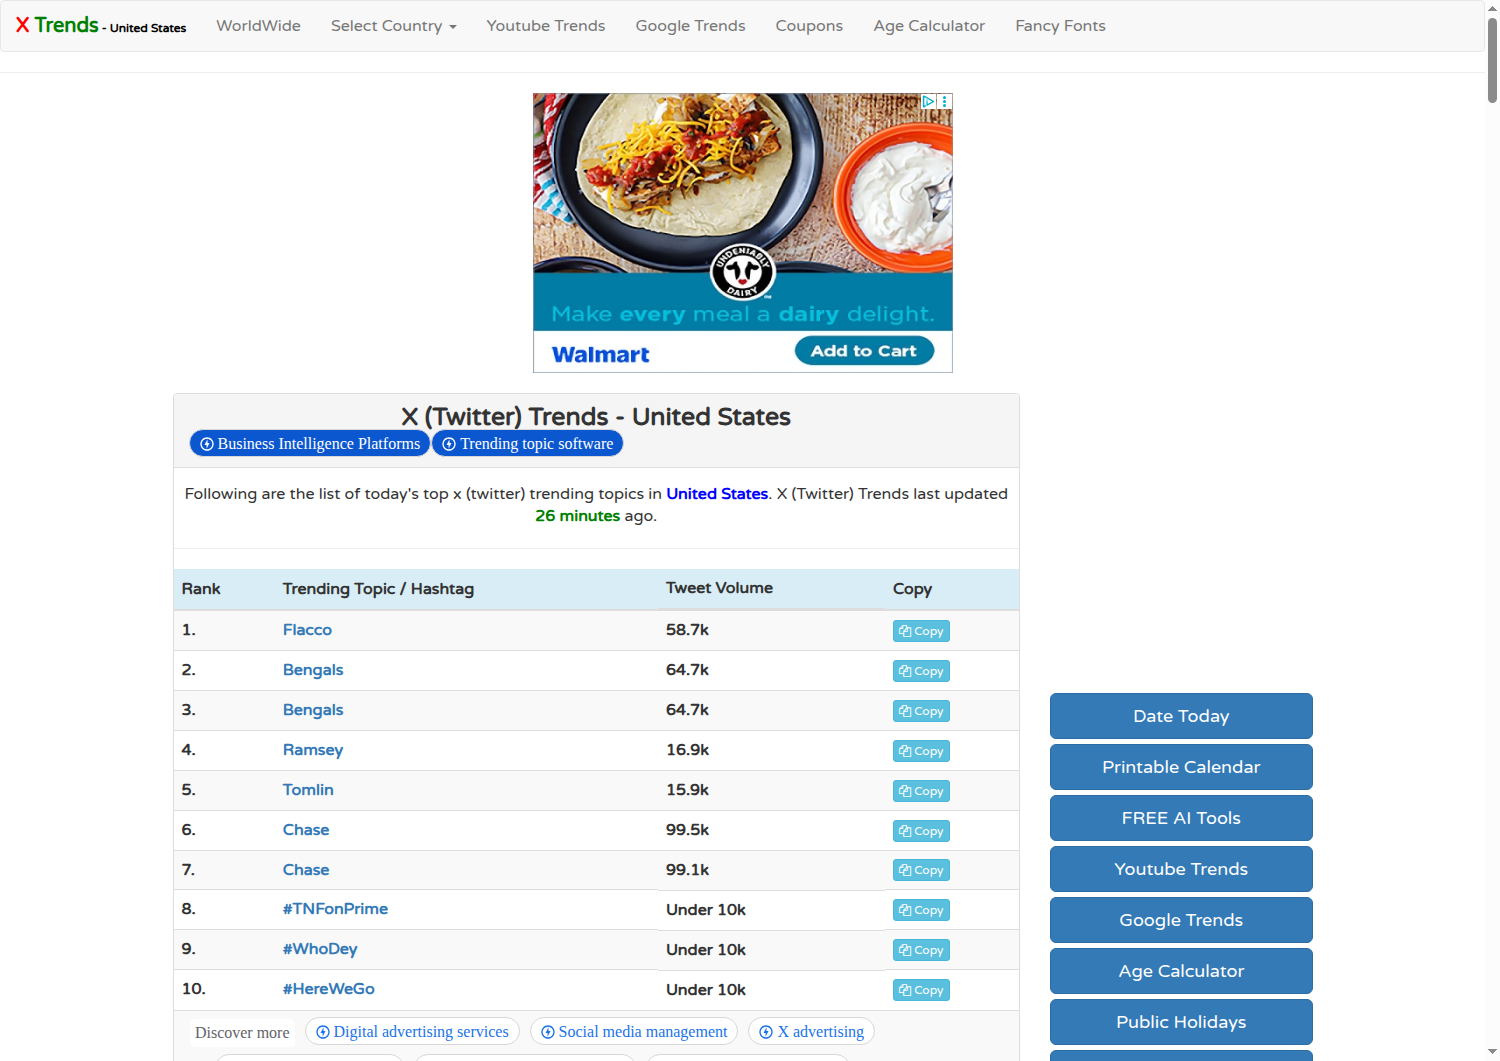 X Trends - United States
WorldWide
Select Country
Youtube Trends
Google Trends
Coupons
Age Calculator
Fancy Fonts
UNDENIABLY DAIRY
Make every meal a dairy delight.
Walmart
Add to Cart
X (Twitter) Trends - United States
Business Intelligence Platforms
Trending topic software
Following are the list of today's top x (twitter) trending topics in United States. X (Twitter) Trends last updated
26 minutes ago.
Rank Trending Topic / Hashtag Tweet Volume Copy
1. Flacco 58.7k Copy
2. Bengals 64.7k Copy
3. Bengals 64.7k Copy
4. Ramsey 16.9k Copy
5. Tomlin 15.9k Copy
6. Chase 99.5k Copy
7. Chase 99.1k Copy
8. #TNFonPrime Under 10k Copy
9. #WhoDey Under 10k Copy
10. #HereWeGo Under 10k Copy
Discover more
Digital advertising services
Social media management
X advertising
Date Today
Printable Calendar
FREE AI Tools
Youtube Trends
Google Trends
Age Calculator
Public Holidays